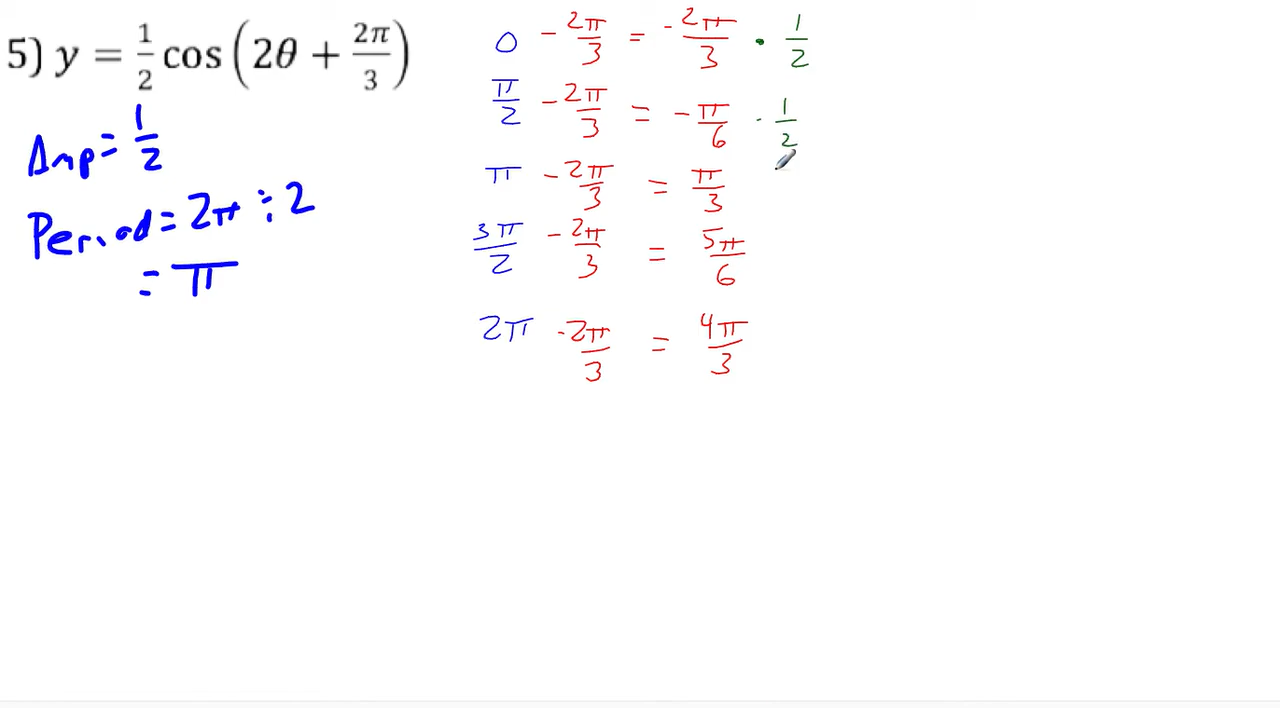 5) y = 1/2 cos (2θ + 2π/3)
Amp = 1/2
Period = 2π ÷ 2
= π
0 - 2π/3 = -2π/3 · 1/2
π/2 - 2π/3 = -π/6 · 1/2
π - 2π/3 = π/3
3π/2 - 2π/3 = 5π/6
2π - 2π/3 = 4π/3